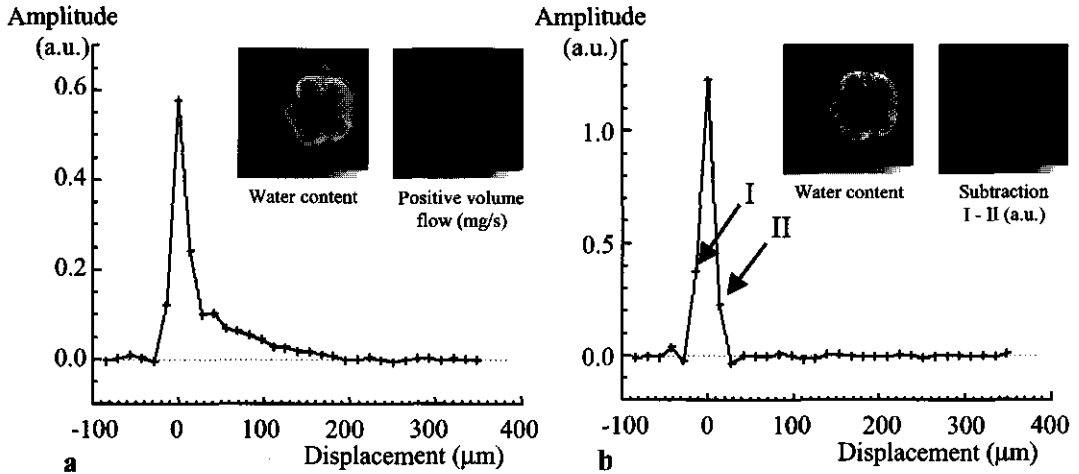 Amplitude
(a.u.)
0.6
0.4
0.2
0.0
-100
0
100
200
300
400
Displacement (μm)
Water content
Positive volume
flow (mg/s)
a
Amplitude
(a.u.)
1.0
0.5
0.0
-100
0
100
200
300
400
Displacement (μm)
I
II
Water content
Subtraction
I - II (a.u.)
b